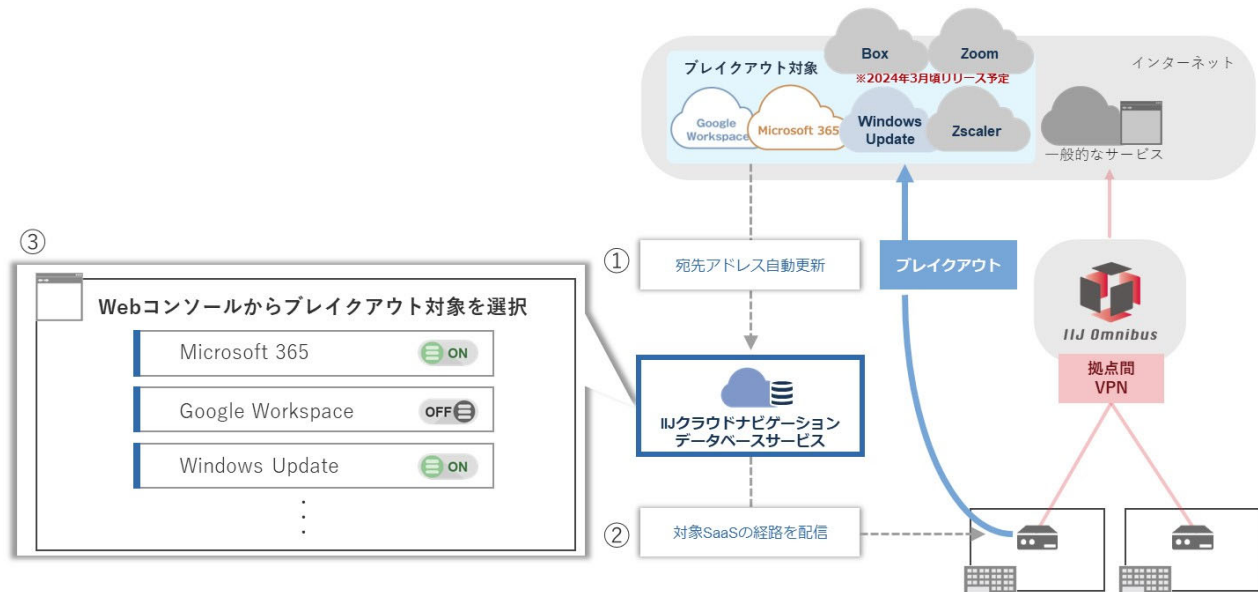 インターネット
ブレイクアウト対象
Box
Zoom
※2024年3月頃リリース予定
Google
Workspace
Microsoft 365
Windows
Update
Zscaler
一般的なサービス
①
宛先アドレス自動更新
ブレイクアウト
IIJ Omnibus
拠点間
VPN
③
Webコンソールからブレイクアウト対象を選択
Microsoft 365
ON
Google Workspace
OFF
Windows Update
ON
IIJクラウドナビゲーション
データベースサービス
②
対象SaaSの経路を配信